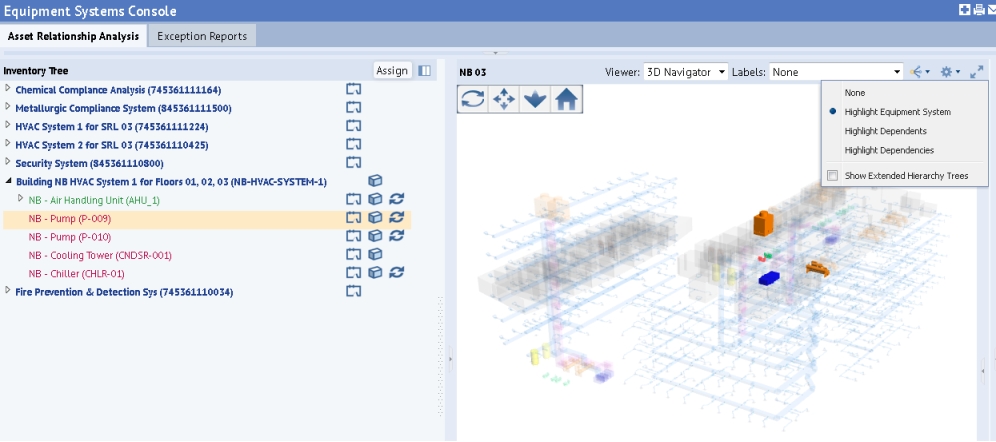 Equipment Systems Console
Asset Relationship Analysis
Exception Reports
Inventory Tree
Assign
Chemical Complance Analysis (745361111164)
Metallurgic Compliance System (845361111500)
HVAC System 1 for SRL 03 (745361111224)
HVAC System 2 for SRL 03 (745361110425)
Security System (845361110800)
Building NB HVAC System 1 for Floors 01, 02, 03 (NB-HVAC-SYSTEM-1)
NB - Air Handling Unit (AHU_1)
NB - Pump (P-009)
NB - Pump (P-010)
NB - Cooling Tower (CNDSR-001)
NB - Chiller (CHLR-01)
Fire Prevention & Detection Sys (745361110034)
NB 03
Viewer: 3D Navigator
Labels: None
None
Highlight Equipment System
Highlight Dependents
Highlight Dependencies
Show Extended Hierarchy Trees